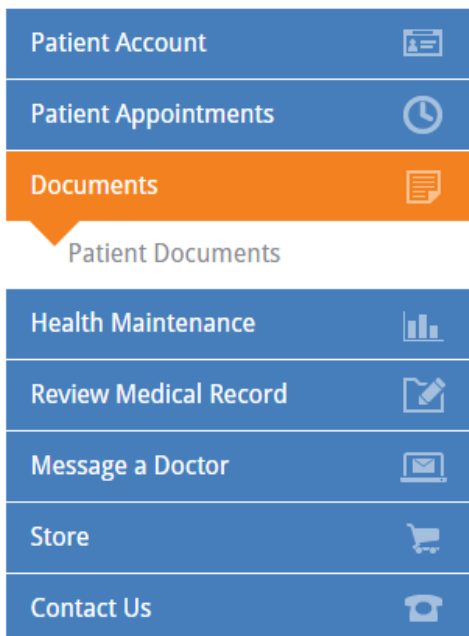 Patient Account
Patient Appointments
Documents
Patient Documents
Health Maintenance
Review Medical Record
Message a Doctor
Store
Contact Us